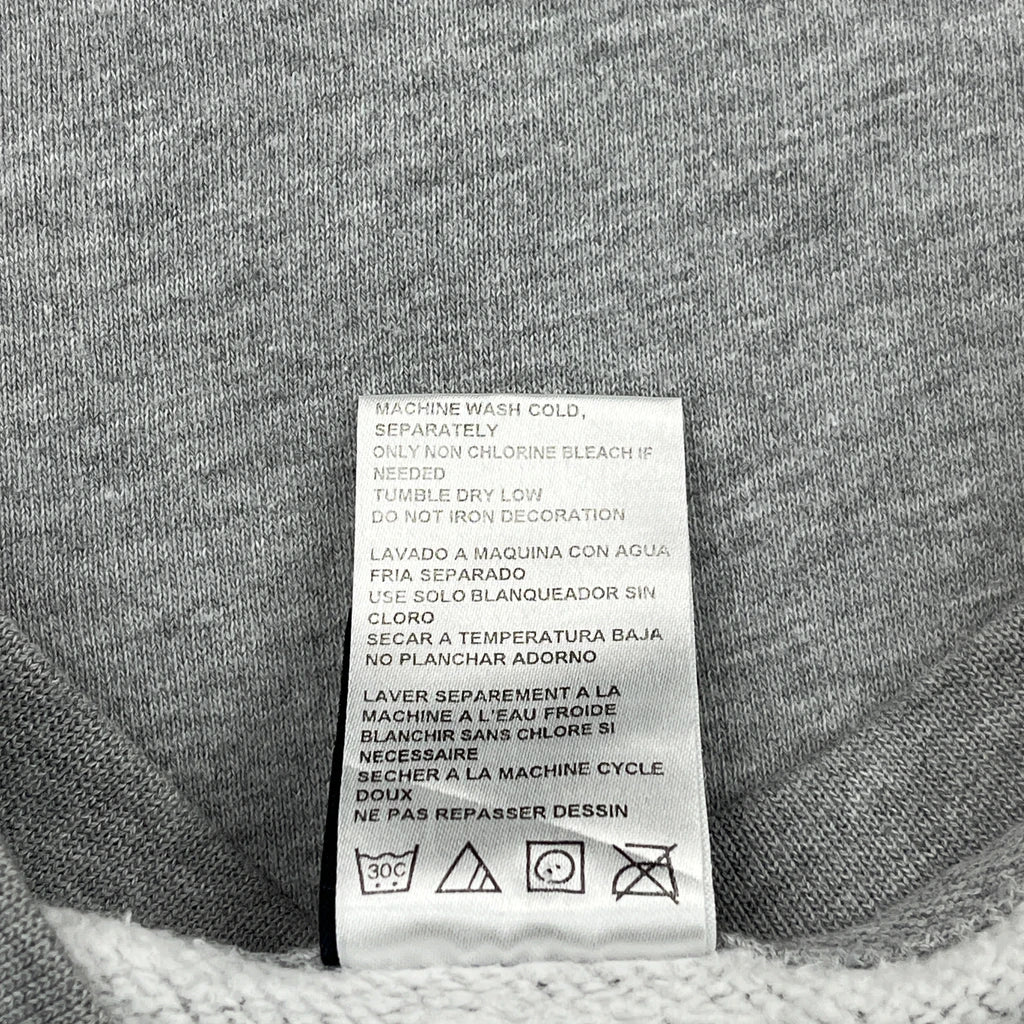 MACHINE WASH COLD,
SEPARATELY
ONLY NON CHLORINE BLEACH IF
NEEDED
TUMBLE DRY LOW
DO NOT IRON DECORATION
LAVADO A MAQUINA CON AGUA
FRIA SEPARADO
USE SOLO BLANQUEADOR SIN
CLORO
SECAR A TEMPERATURA BAJA
NO PLANCHAR ADORNO
LAVER SEPAREMENT A LA
MACHINE A L'EAU FROIDE
BLANCHIR SANS CHLORE SI
NECESSAIRE
SECHER A LA MACHINE CYCLE
DOUX
NE PAS REPASSER DESSIN
30C